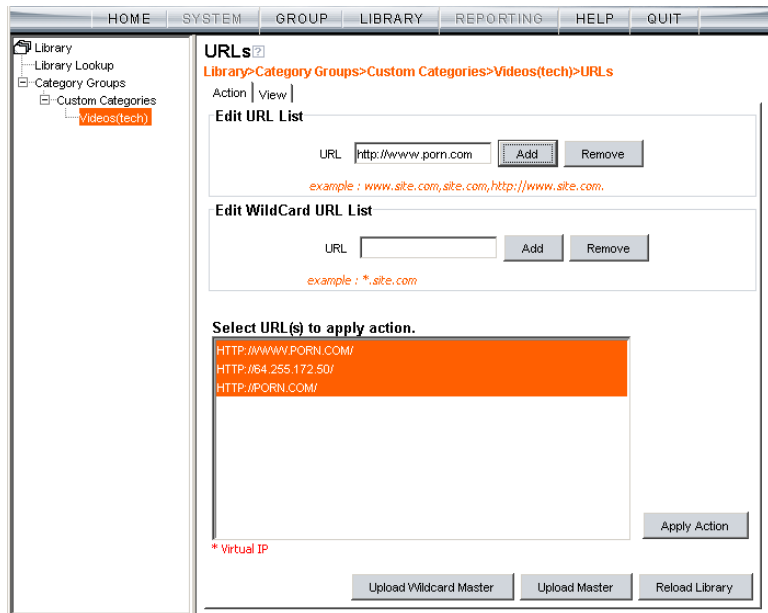 HOME SYSTEM GROUP LIBRARY REPORTING HELP QUIT
Library
Library Lookup
Category Groups
Custom Categories
Videos(tech)
URLs?
Library>Category Groups>Custom Categories>Videos(tech)>URLs
Action View
Edit URL List
URL http://www.porn.com Add Remove
example : www.site.com,site.com,http://www.site.com.
Edit WildCard URL List
URL Add Remove
example : *.site.com
Select URL(s) to apply action.
HTTP://WWW.PORN.COM/
HTTP://64.255.172.50/
HTTP://PORN.COM/
Apply Action
* Virtual IP
Upload Wildcard Master Upload Master Reload Library